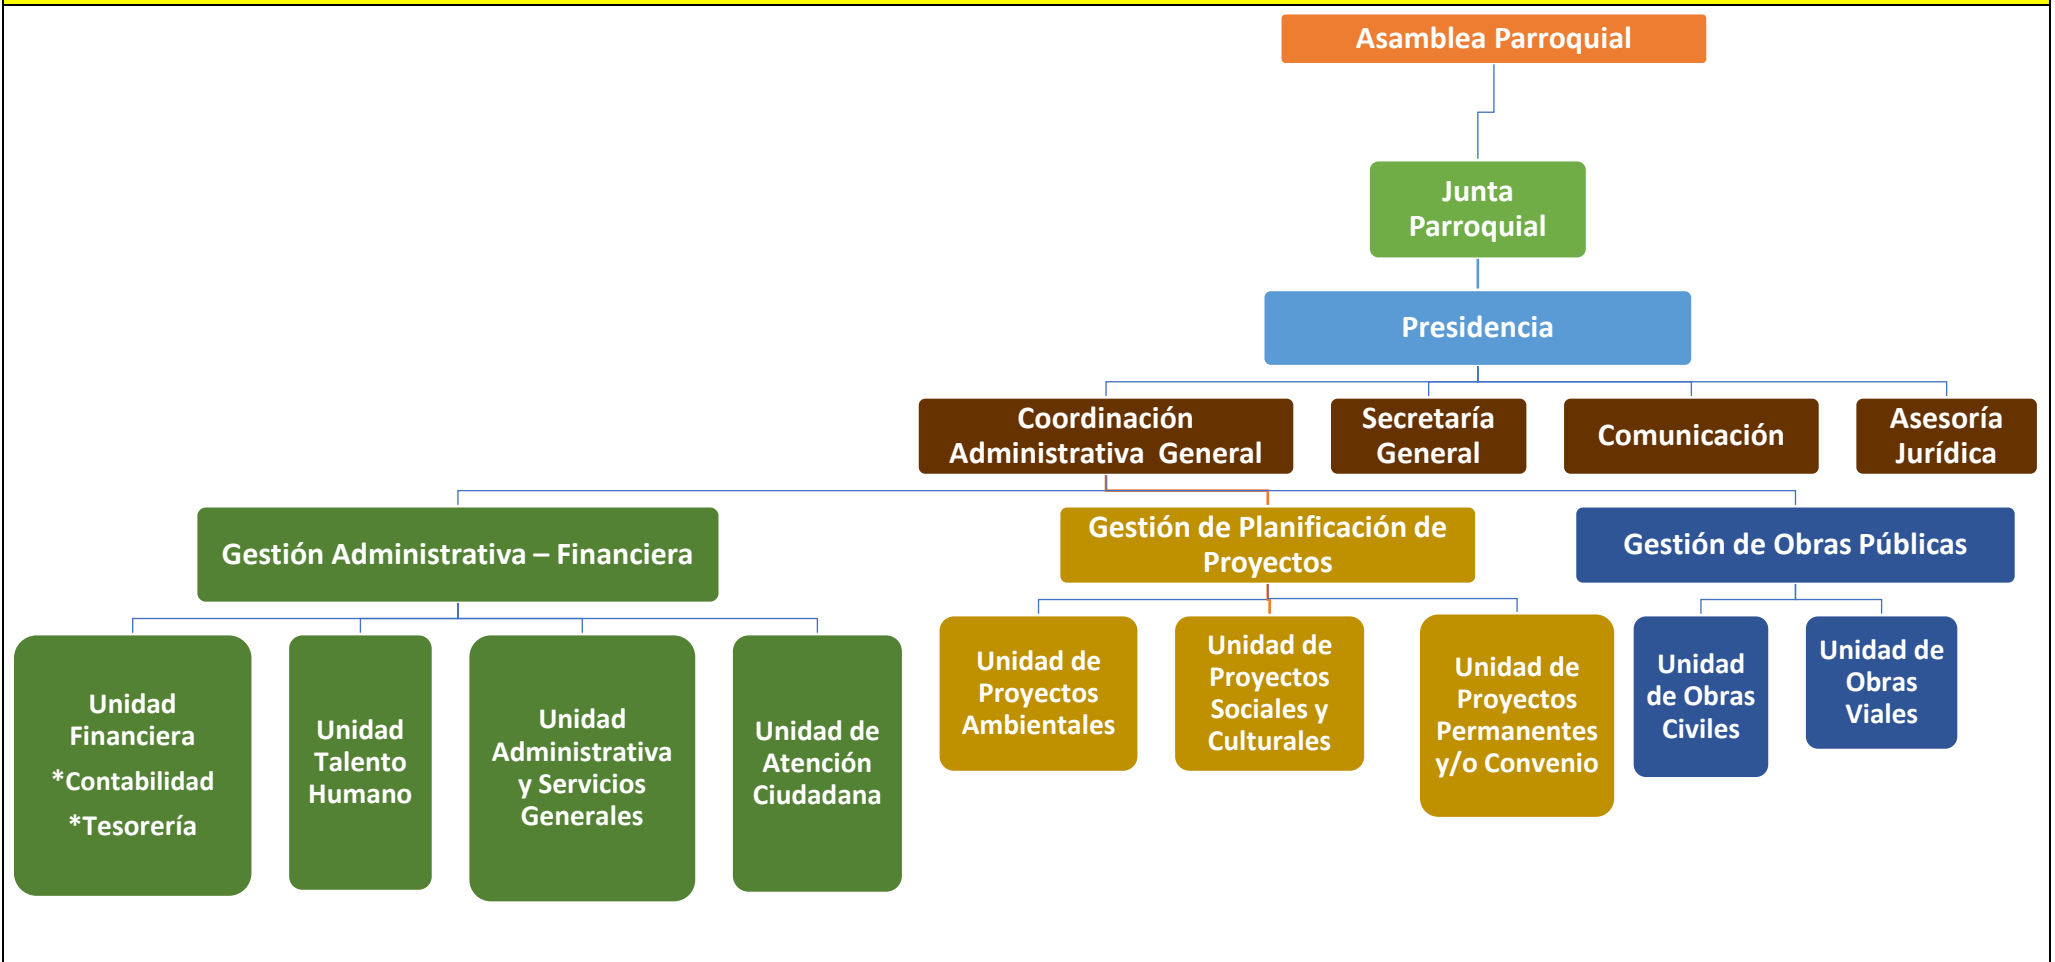 Asamblea Parroquial
Junta
Parroquial
Presidencia
Coordinación
Administrativa General
Secretaría
General
Comunicación
Asesoría
Jurídica
Gestión Administrativa – Financiera
Gestión de Planificación de
Proyectos
Gestión de Obras Públicas
Unidad
Financiera
*Contabilidad
*Tesorería
Unidad
Talento
Humano
Unidad
Administrativa
y Servicios
Generales
Unidad de
Atención
Ciudadana
Unidad de
Proyectos
Ambientales
Unidad de
Proyectos
Sociales y
Culturales
Unidad de
Proyectos
Permanentes
y/o Convenio
Unidad
de Obras
Civiles
Unidad de
Obras
Viales